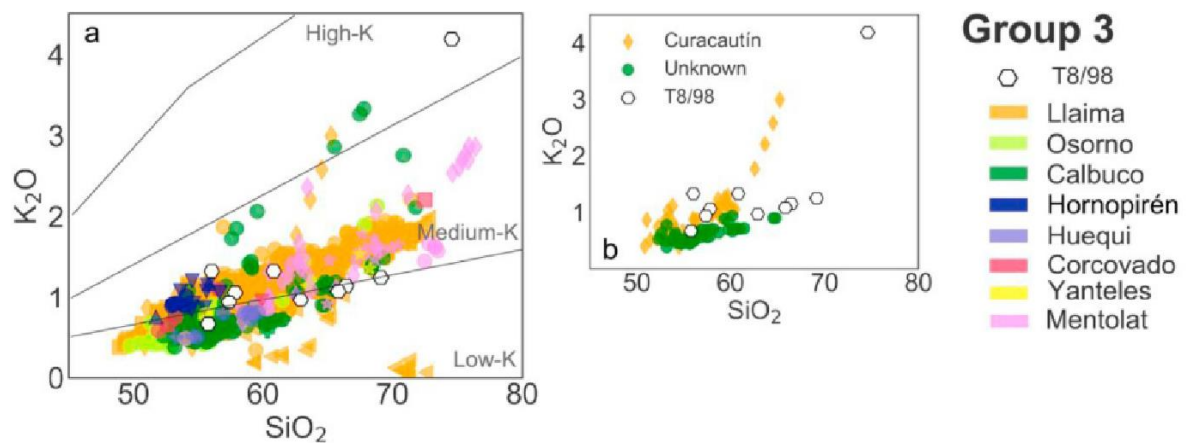 a
High-K
Medium-K
Low-K
4
3
2
1
0
K₂O
50
60
70
80
SiO₂
Curacautín
Unknown
T8/98
b
4
3
2
1
K₂O
50
60
70
80
SiO₂
Group 3
T8/98
Llaima
Osorno
Calbuco
Hornopirén
Huequi
Corcovado
Yanteles
Mentolat